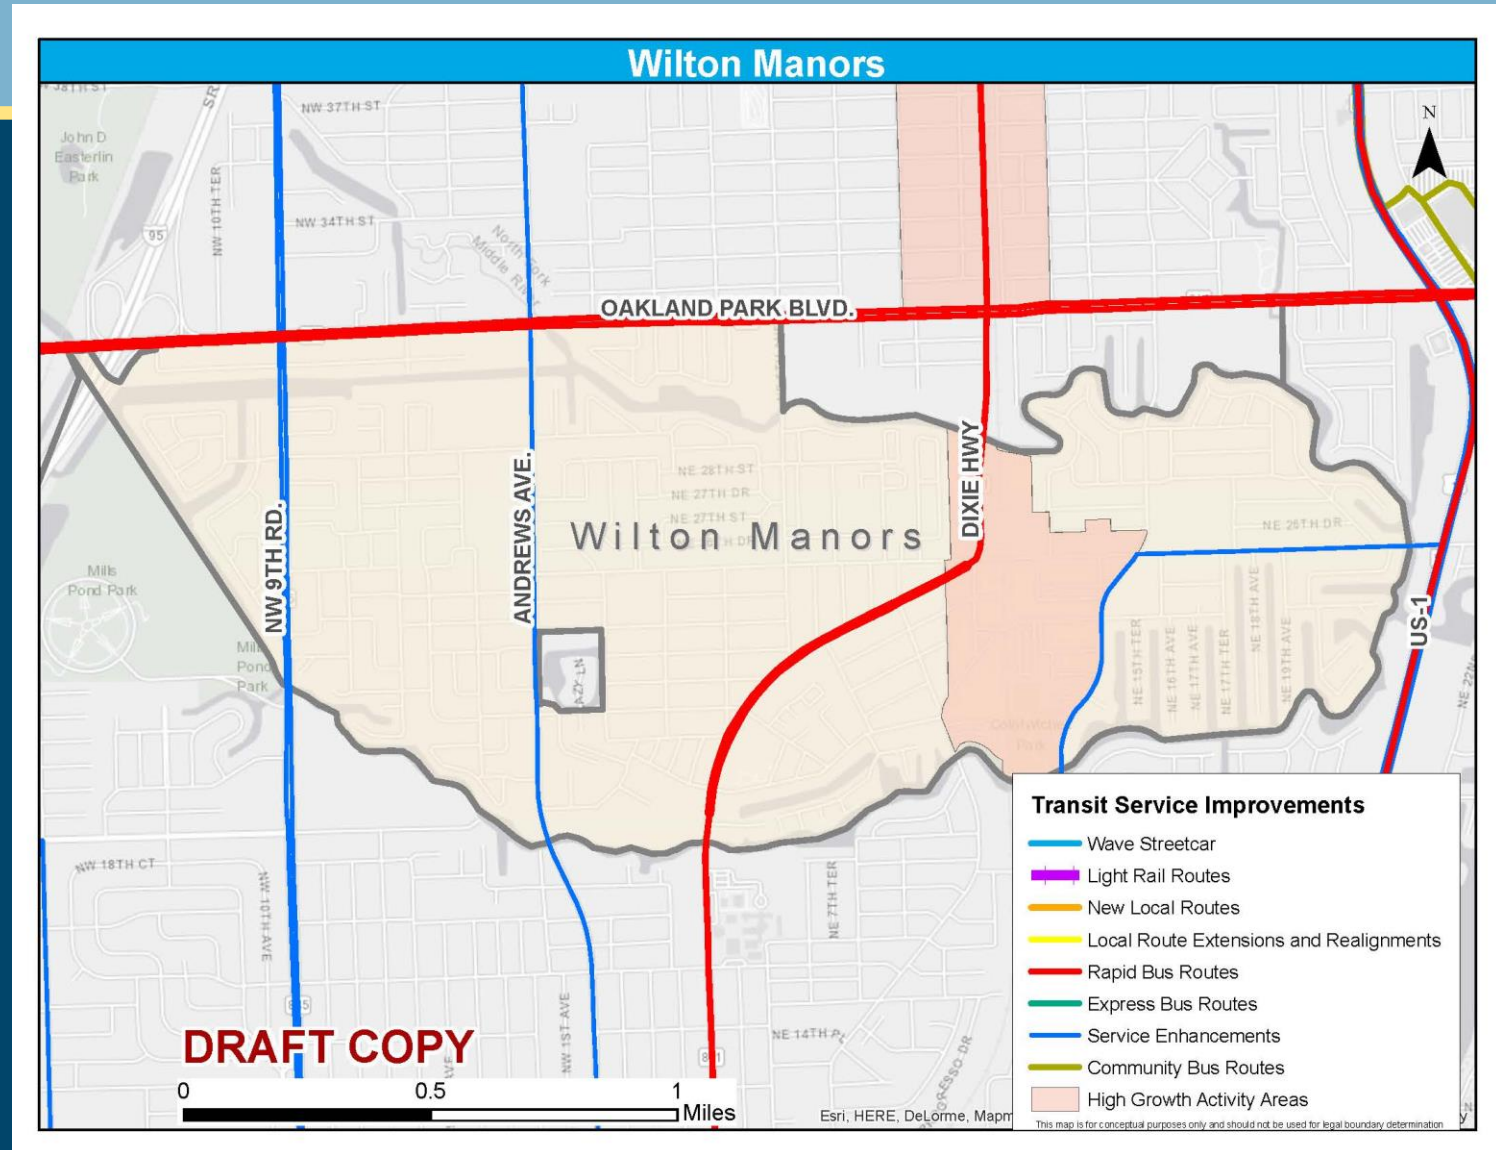 Wilton Manors
38TH ST
SR
NW 37TH ST
N
John D
Easterlin
Park
NW 10TH TER
NW 34TH ST
95
North Fork
Middle River
OAKLAND PARK BLVD.
DIXIE HWY
NE 28TH ST
NE 27TH DR
NE 27TH ST
ANDREWS AVE.
NW 9TH RD.
Wilton Manors
NE 26TH DR
Mills
Pond Park
US-1
NE 15TH TER
NE 16TH AVE
NE 17TH AVE
NE 17TH TER
NE 18TH AVE
NE 19TH AVE
Mills
Pond
Park
Transit Service Improvements
Wave Streetcar
Light Rail Routes
New Local Routes
Local Route Extensions and Realignments
Rapid Bus Routes
Express Bus Routes
Service Enhancements
Community Bus Routes
High Growth Activity Areas
This map is for conceptual purposes only and should not be used for legal boundary determination
NW 18TH CT
NW 10TH AVE
NE 7TH TER
NW 1ST AVE
NE 14TH
DRAFT COPY
0 0.5 1
Miles
Esri, HERE, DeLorme, Mapm